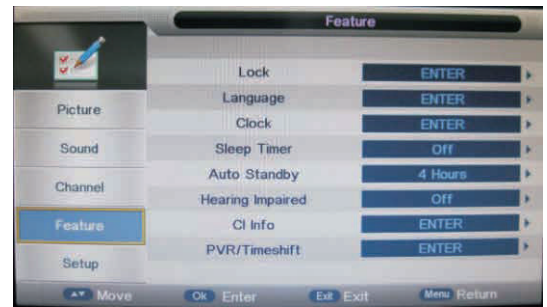 Feature
Picture
Sound
Channel
Feature
Setup
Lock ENTER
Language ENTER
Clock ENTER
Sleep Timer Off
Auto Standby 4 Hours
Hearing Impaired Off
CI Info ENTER
PVR/Timeshift ENTER
Move Ok Enter Exit Exit Menu Return